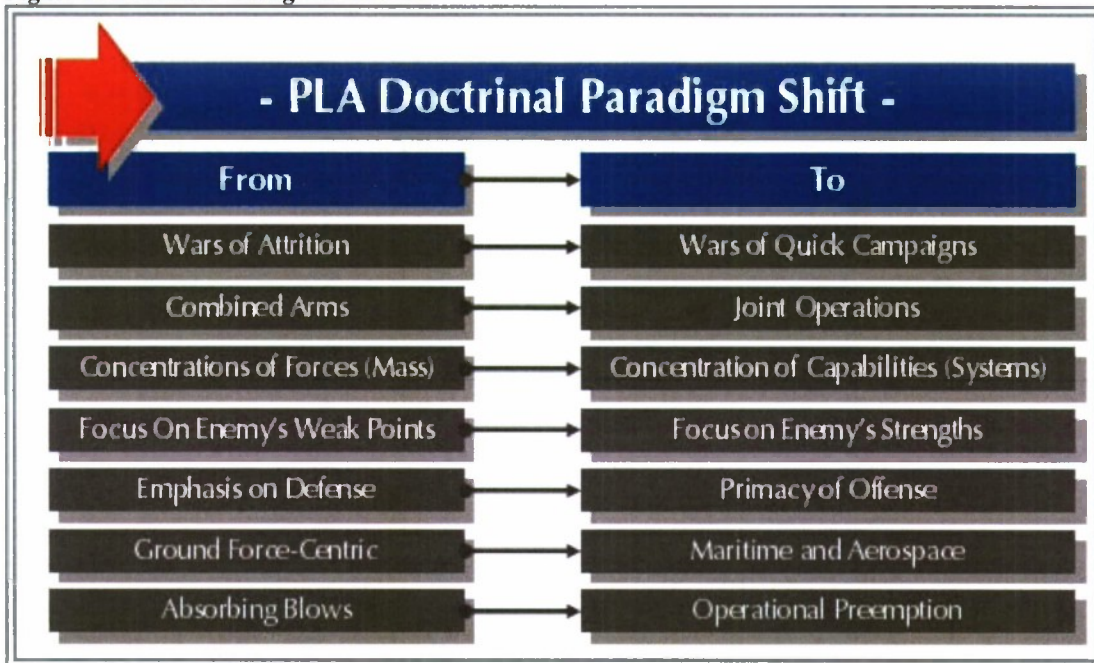 - PLA Doctrinal Paradigm Shift -
From To
Wars of Attrition Wars of Quick Campaigns
Combined Arms Joint Operations
Concentrations of Forces (Mass) Concentration of Capabilities (Systems)
Focus On Enemy's Weak Points Focus on Enemy's Strengths
Emphasis on Defense Primacy of Offense
Ground Force-Centric Maritime and Aerospace
Absorbing Blows Operational Preemption